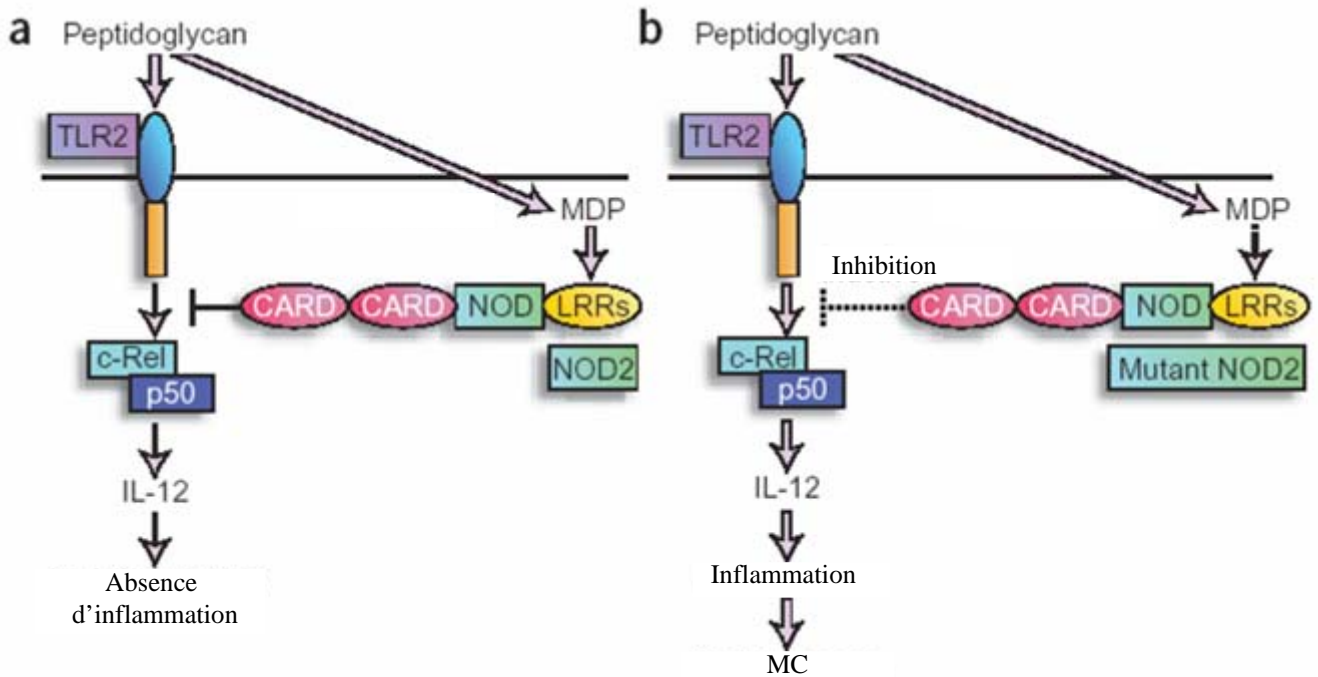 a
Peptidoglycan
TLR2
MDP
CARD CARD NOD LRRs
c-Rel
NOD2
p50
IL-12
Absence
d'inflammation
b
Peptidoglycan
TLR2
MDP
Inhibition
CARD CARD NOD LRRs
c-Rel
Mutant NOD2
p50
IL-12
Inflammation
MC